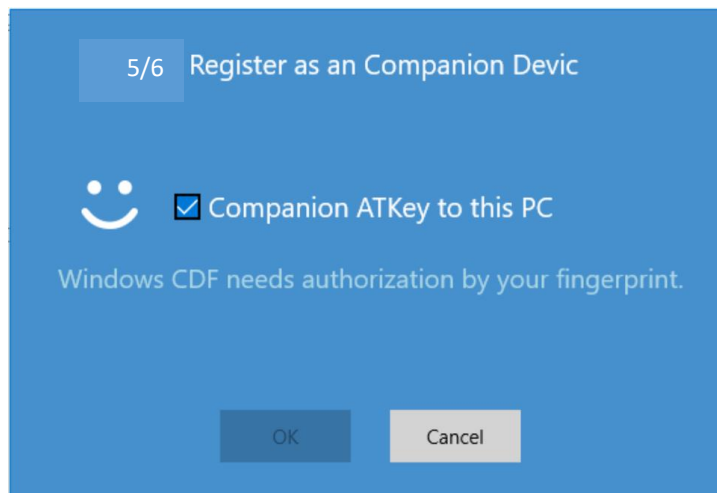 5/6 Register as an Companion Devic
Companion ATKey to this PC
Windows CDF needs authorization by your fingerprint.
OK Cancel